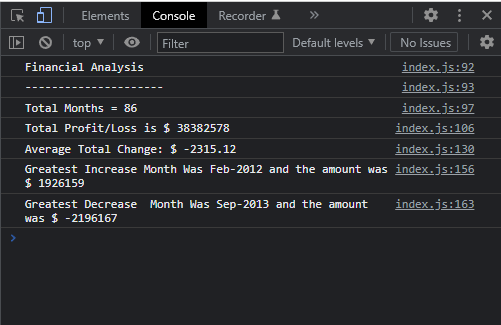 Elements Console Recorder »
top ▾ Filter Default levels ▾ No Issues
Financial Analysis index.js:92
--------------------- index.js:93
Total Months = 86 index.js:97
Total Profit/Loss is $ 38382578 index.js:106
Average Total Change: $ -2315.12 index.js:130
Greatest Increase Month Was Feb-2012 and the amount was index.js:156
$ 1926159
Greatest Decrease  Month Was Sep-2013 and the amount index.js:163
was $ -2196167
>